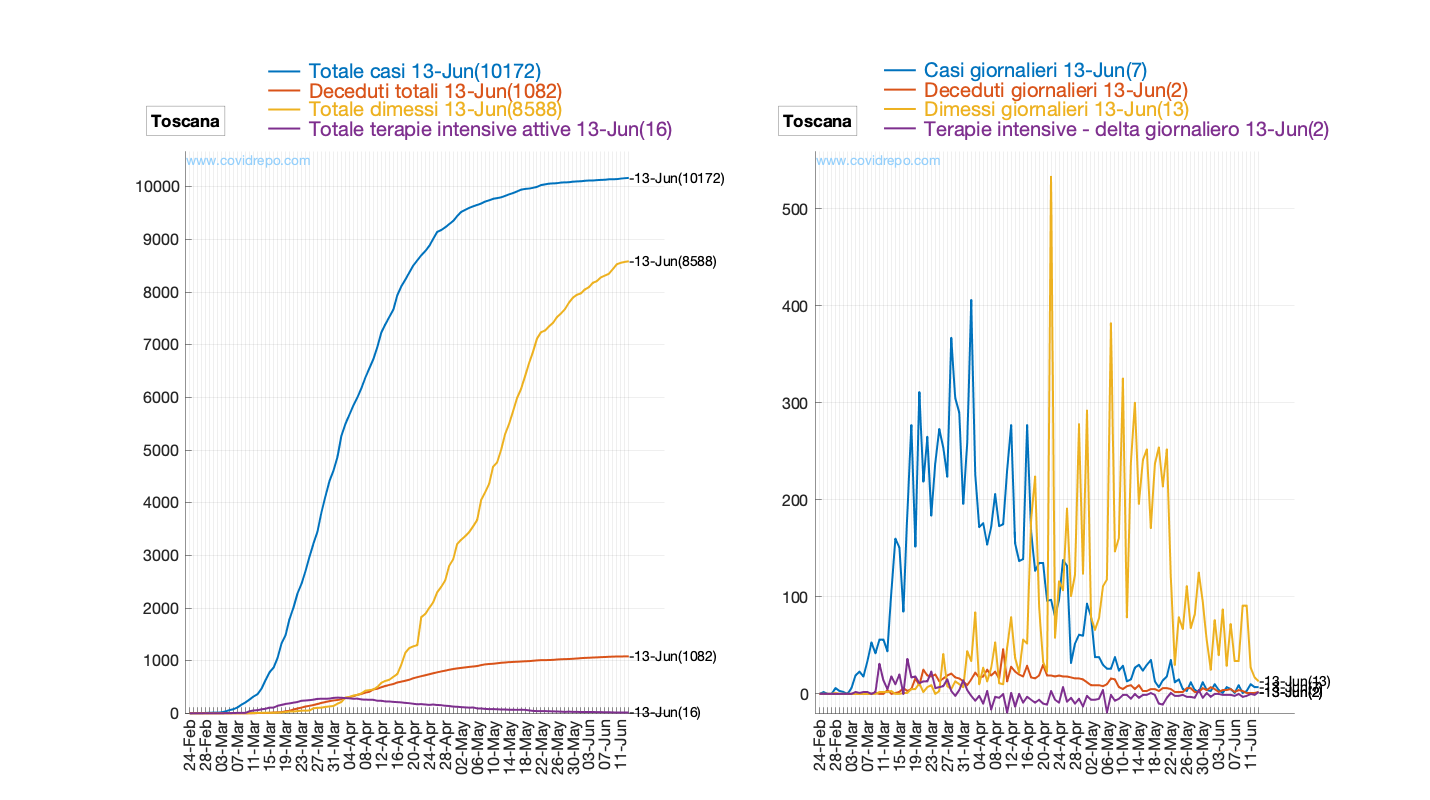 Totale casi 13-Jun(10172)
Deceduti totali 13-Jun(1082)
Totale dimessi 13-Jun(8588)
Totale terapie intensive attive 13-Jun(16)
Toscana
www.covidrepo.com
10000
9000
8000
7000
6000
5000
4000
3000
2000
1000
0
13-Jun(10172)
13-Jun(8588)
13-Jun(1082)
13-Jun(16)
24-Feb
28-Feb
03-Mar
07-Mar
11-Mar
15-Mar
19-Mar
23-Mar
27-Mar
31-Mar
04-Apr
08-Apr
12-Apr
16-Apr
20-Apr
24-Apr
28-Apr
02-May
06-May
10-May
14-May
18-May
22-May
26-May
30-May
03-Jun
07-Jun
11-Jun
Casi giornalieri 13-Jun(7)
Deceduti giornalieri 13-Jun(2)
Dimessi giornalieri 13-Jun(13)
Terapie intensive - delta giornaliero 13-Jun(2)
Toscana
www.covidrepo.com
500
400
300
200
100
0
13-Jun(13)
24-Feb
28-Feb
03-Mar
07-Mar
11-Mar
15-Mar
19-Mar
23-Mar
27-Mar
31-Mar
04-Apr
08-Apr
12-Apr
16-Apr
20-Apr
24-Apr
28-Apr
02-May
06-May
10-May
14-May
18-May
22-May
26-May
30-May
03-Jun
07-Jun
11-Jun